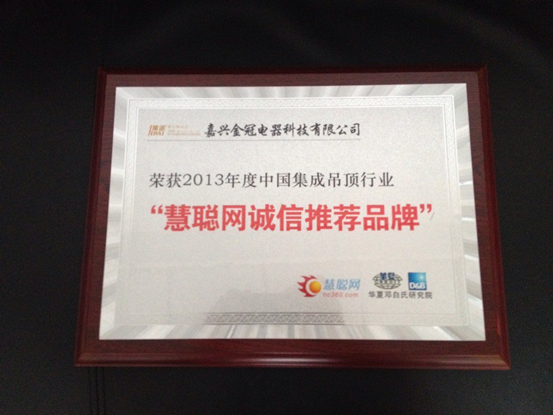 嘉兴金冠电器科技有限公司
荣获2013年度中国集成吊顶行业
“慧聪网诚信推荐品牌”
慧聪网
hc360.com
D&B
华夏邓白氏研究院